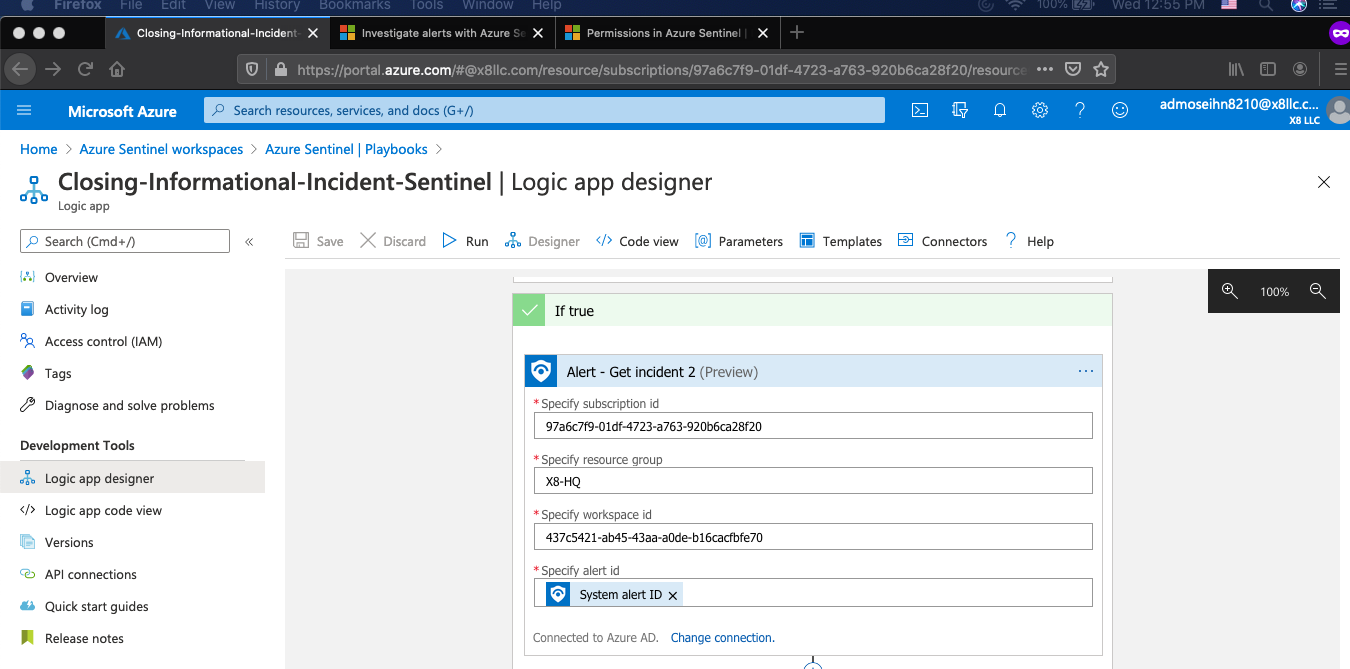 Firefox File Edit View History Bookmarks Tools Window Help 100% Wed 12:55 PM
Closing-Informational-Incident- Investigate alerts with Azure Se Permissions in Azure Sentinel |
https://portal.azure.com/#@x8llc.com/resource/subscriptions/97a6c7f9-01df-4723-a763-920b6ca28f20/resource
Microsoft Azure
Search resources, services, and docs (G+/)
admoseihn8210@x8llc.c...
X8 LLC
Home > Azure Sentinel workspaces > Azure Sentinel | Playbooks >
Closing-Informational-Incident-Sentinel | Logic app designer
Logic app
Search (Cmd+/)
«
Save Discard Run Designer Code view Parameters Templates Connectors Help
Overview
Activity log
Access control (IAM)
Tags
Diagnose and solve problems
Development Tools
Logic app designer
Logic app code view
Versions
API connections
Quick start guides
Release notes
100%
If true
Alert - Get incident 2 (Preview)
* Specify subscription id
97a6c7f9-01df-4723-a763-920b6ca28f20
* Specify resource group
X8-HQ
* Specify workspace id
437c5421-ab45-43aa-a0de-b16cacfbfe70
* Specify alert id
System alert ID
Connected to Azure AD. Change connection.